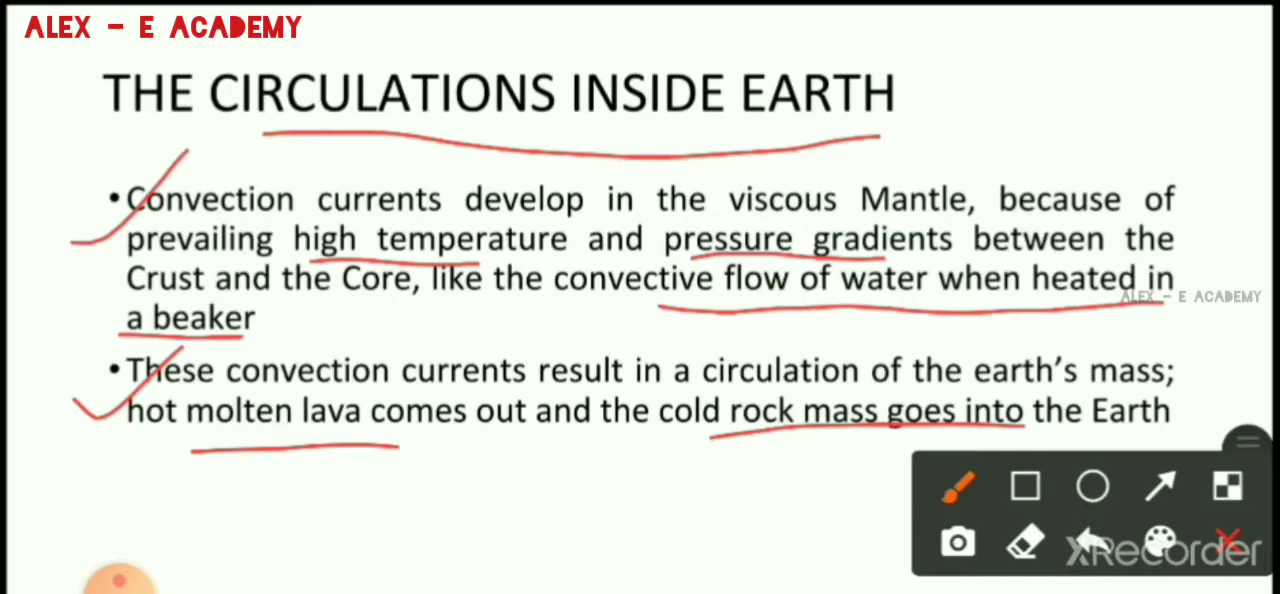 ALEX - E ACADEMY
THE CIRCULATIONS INSIDE EARTH
•Convection currents develop in the viscous Mantle, because of
prevailing high temperature and pressure gradients between the
Crust and the Core, like the convective flow of water when heated in
ALEX - E ACADEMY
a beaker
•These convection currents result in a circulation of the earth's mass;
hot molten lava comes out and the cold rock mass goes into the Earth
XRecorder